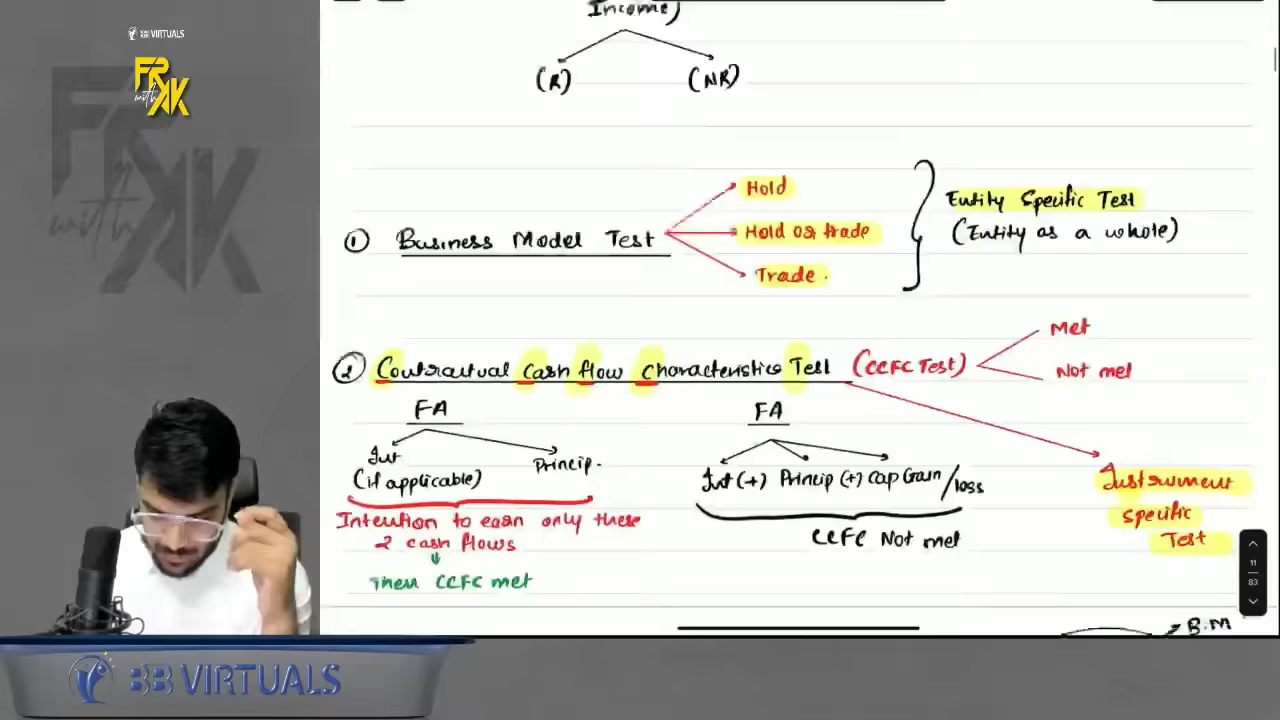 BB VIRTUALS
FR
with
AK
Income)
(R) (NR)
① Business Model Test
Hold
Hold or trade
Trade.
Entity Specific Test
(Entity as a whole)
② Contractual Cash flow Characteristics Test (CCFC Test)
Met
Not met
FA
Int
(if applicable)
Princip.
Intention to earn only these
2 cash flows
Then CCFC met
FA
Int (+) Princip (+) Cap Gain/loss
CCFC Not met
Instrument
specific
Test
11
83
B.M
BB VIRTUALS